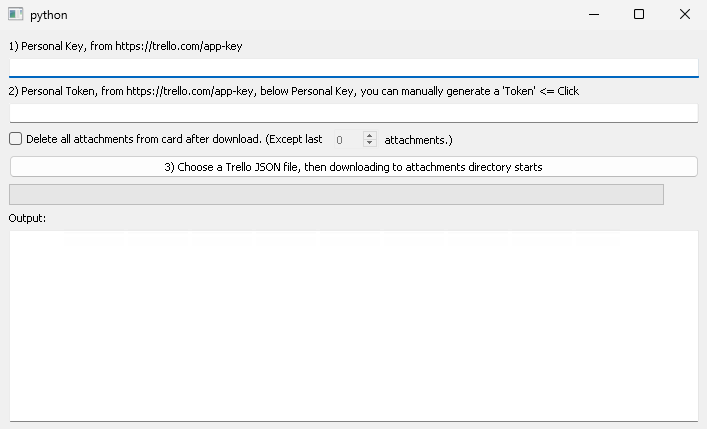 python
1) Personal Key, from https://trello.com/app-key
2) Personal Token, from https://trello.com/app-key, below Personal Key, you can manually generate a 'Token' <= Click
Delete all attachments from card after download. (Except last 0 attachments.)
3) Choose a Trello JSON file, then downloading to attachments directory starts
Output: